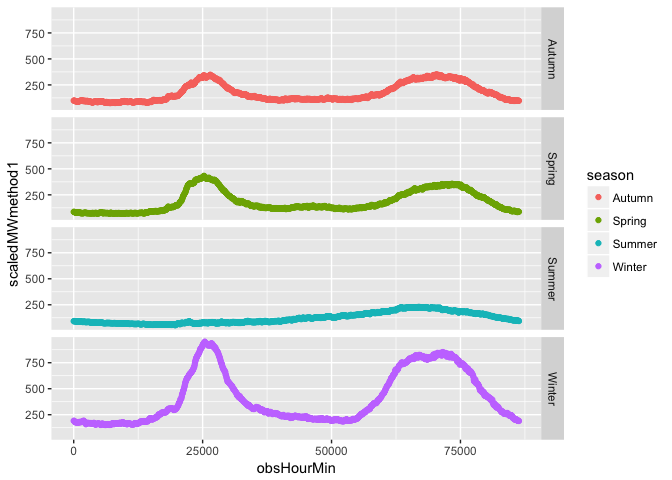 scaledMWmethod1
750
500
250
Autumn
750
500
250
Spring
750
500
250
Summer
750
500
250
Winter
0
25000
50000
75000
obsHourMin
season
Autumn
Spring
Summer
Winter